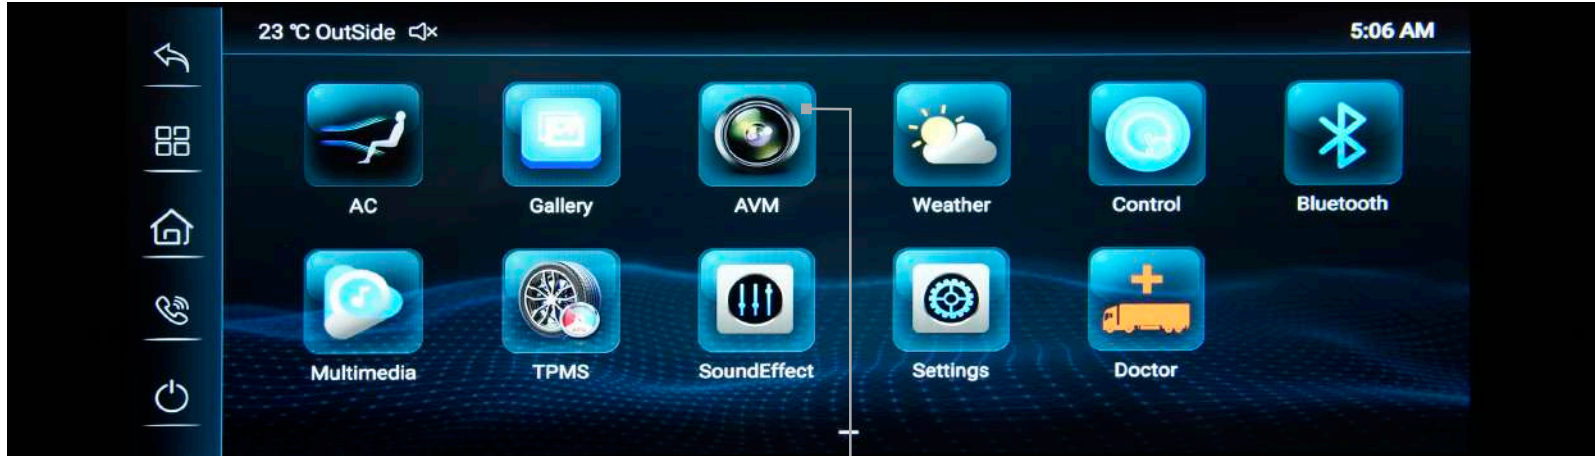 23 ℃ OutSide
5:06 AM
AC
Gallery
AVM
Weather
Control
Bluetooth
Multimedia
TPMS
SoundEffect
Settings
Doctor